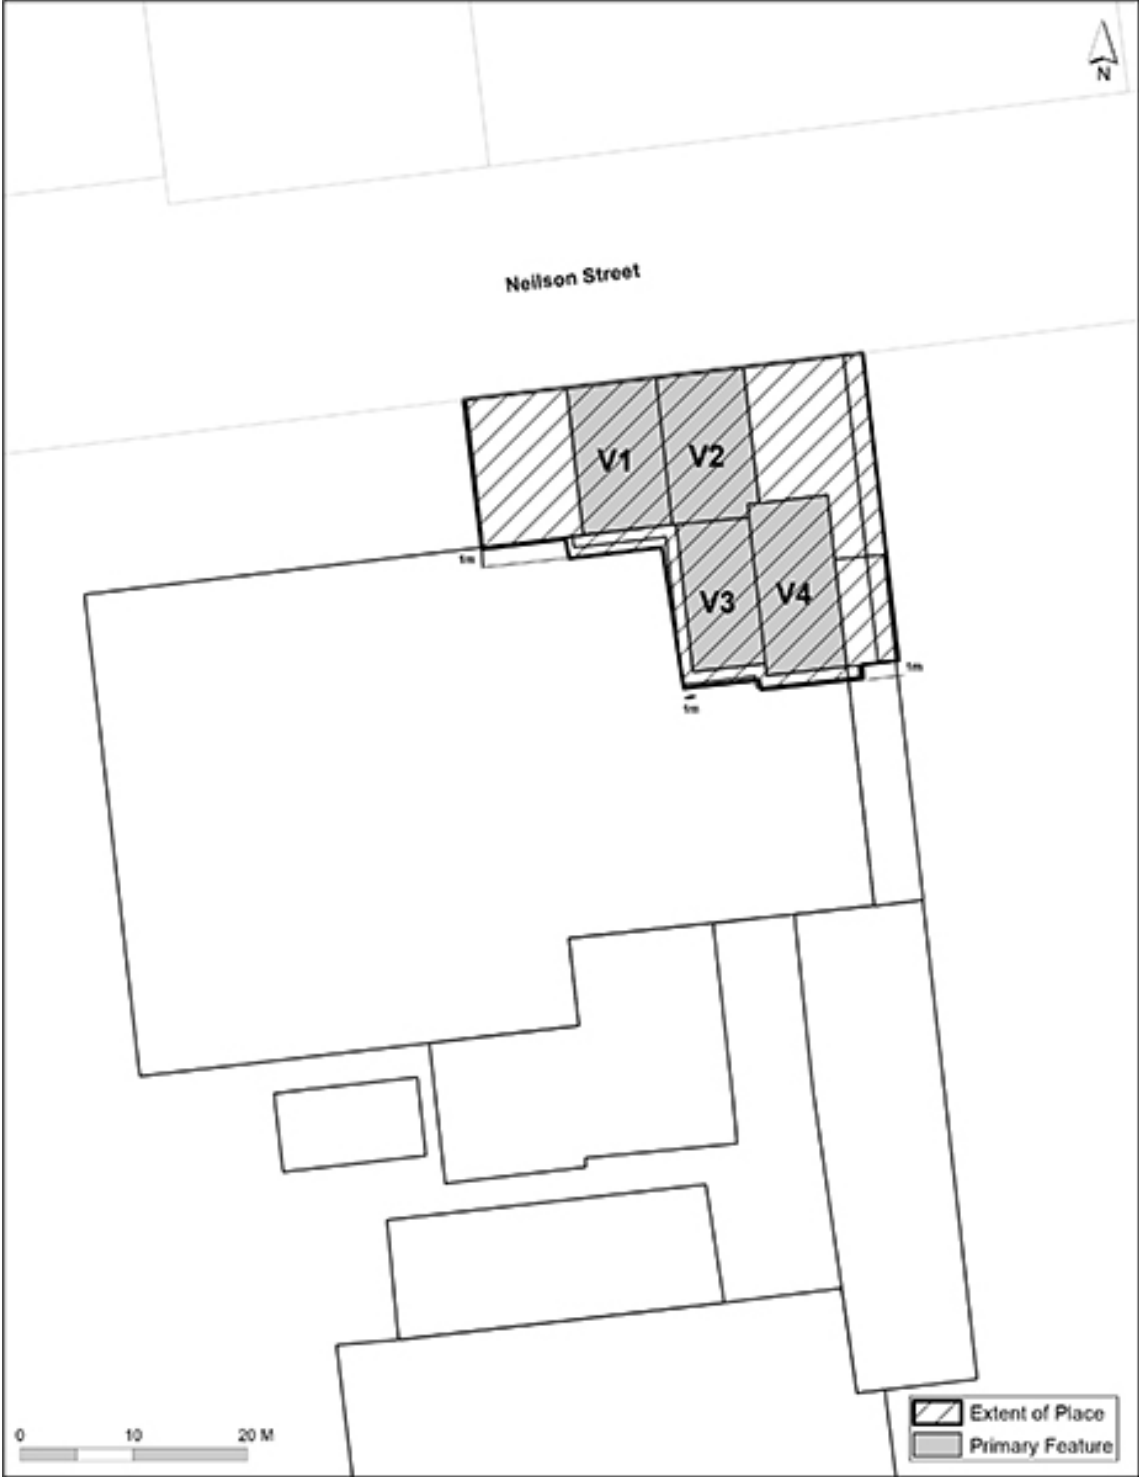 N
Neilson Street
V1
V2
1m
V3
V4
1m
1m
0 10 20 M
Extent of Place
Primary Feature